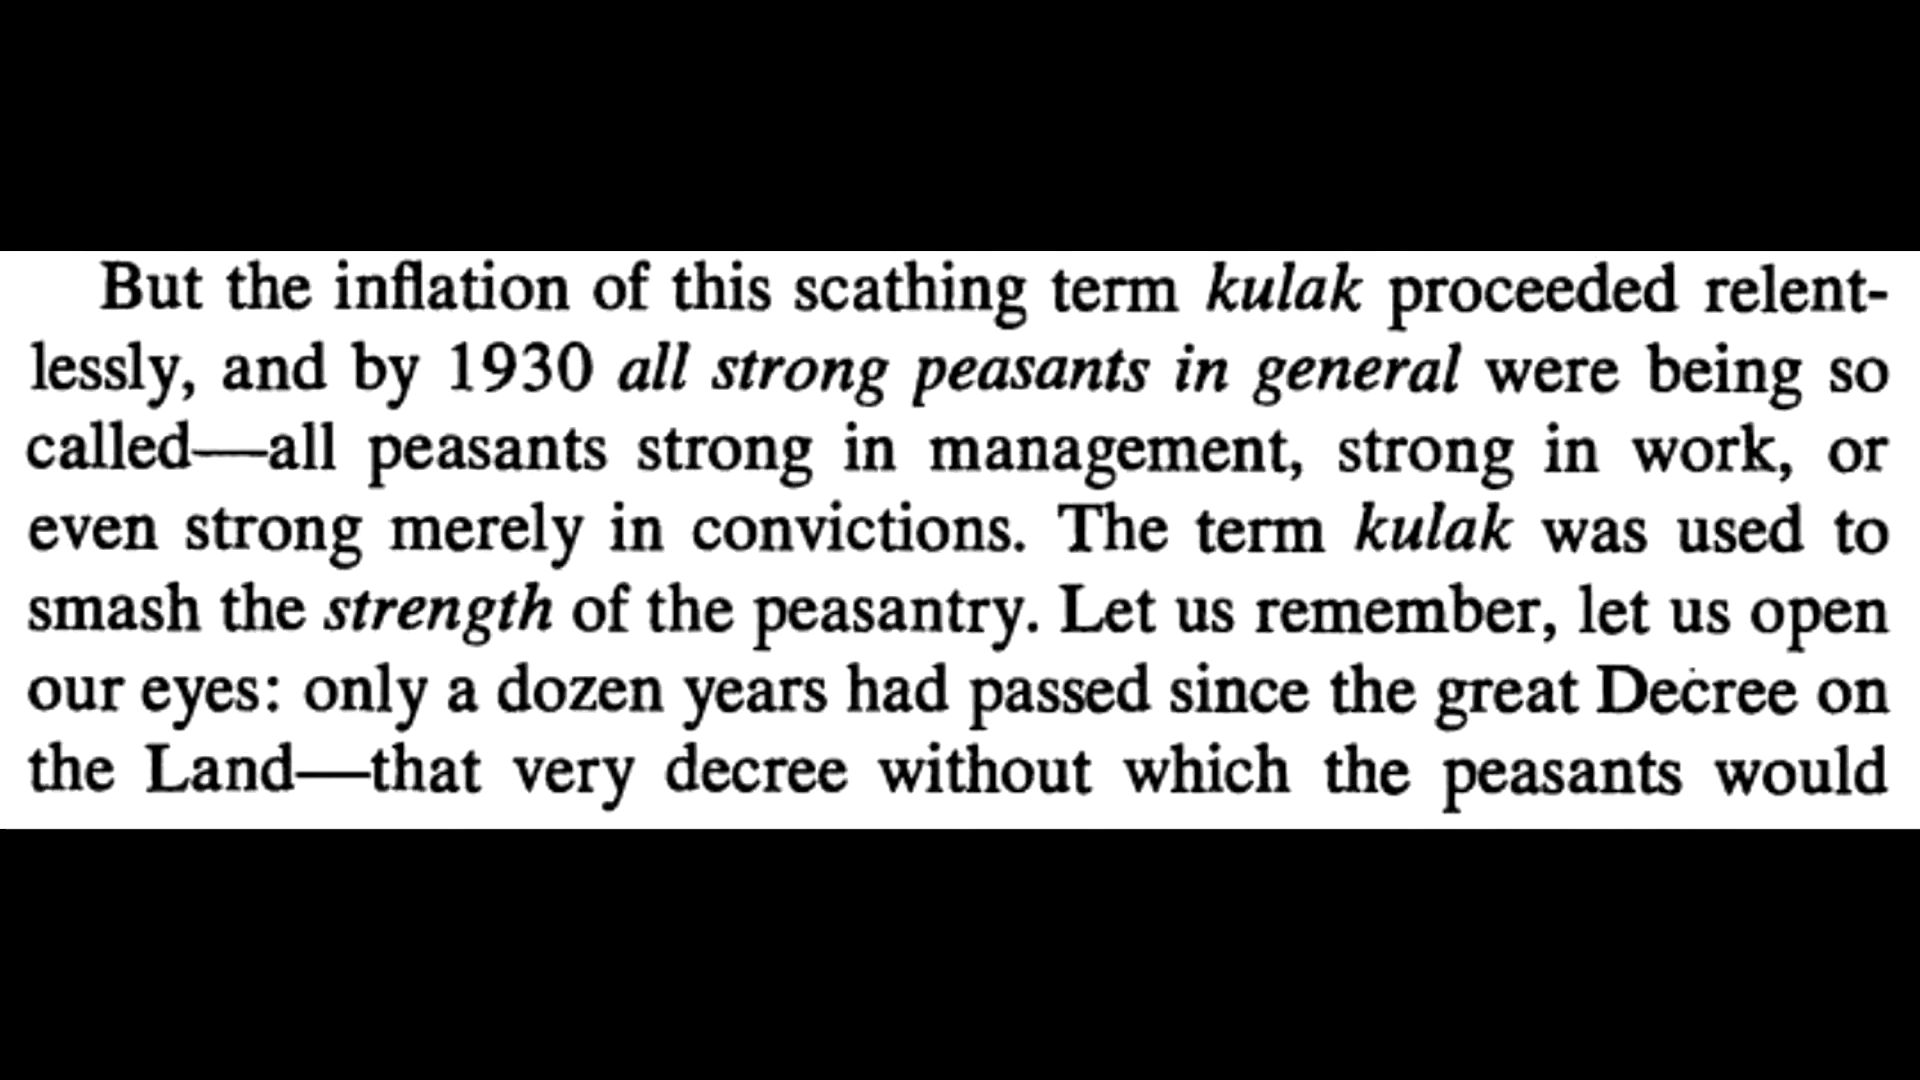 But the inflation of this scathing term kulak proceeded relent-
lessly, and by 1930 all strong peasants in general were being so
called—all peasants strong in management, strong in work, or
even strong merely in convictions. The term kulak was used to
smash the strength of the peasantry. Let us remember, let us open
our eyes: only a dozen years had passed since the great Decree on
the Land—that very decree without which the peasants would